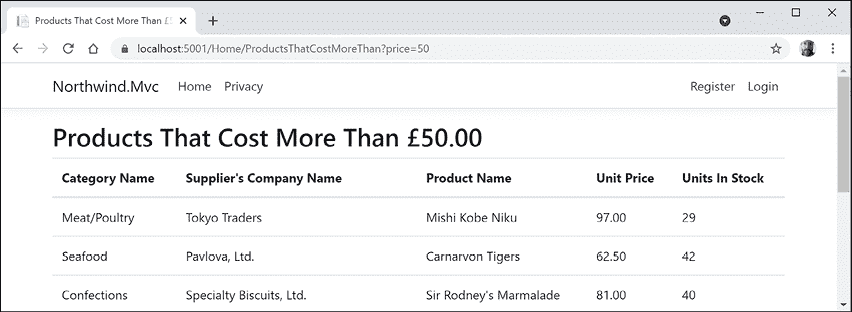 Products That Cost More Than £5
localhost:5001/Home/ProductsThatCostMoreThan?price=50
Northwind.Mvc Home Privacy Register Login
Products That Cost More Than £50.00
Category Name Supplier's Company Name Product Name Unit Price Units In Stock
Meat/Poultry Tokyo Traders Mishi Kobe Niku 97.00 29
Seafood Pavlova, Ltd. Carnarvon Tigers 62.50 42
Confections Specialty Biscuits, Ltd. Sir Rodney's Marmalade 81.00 40